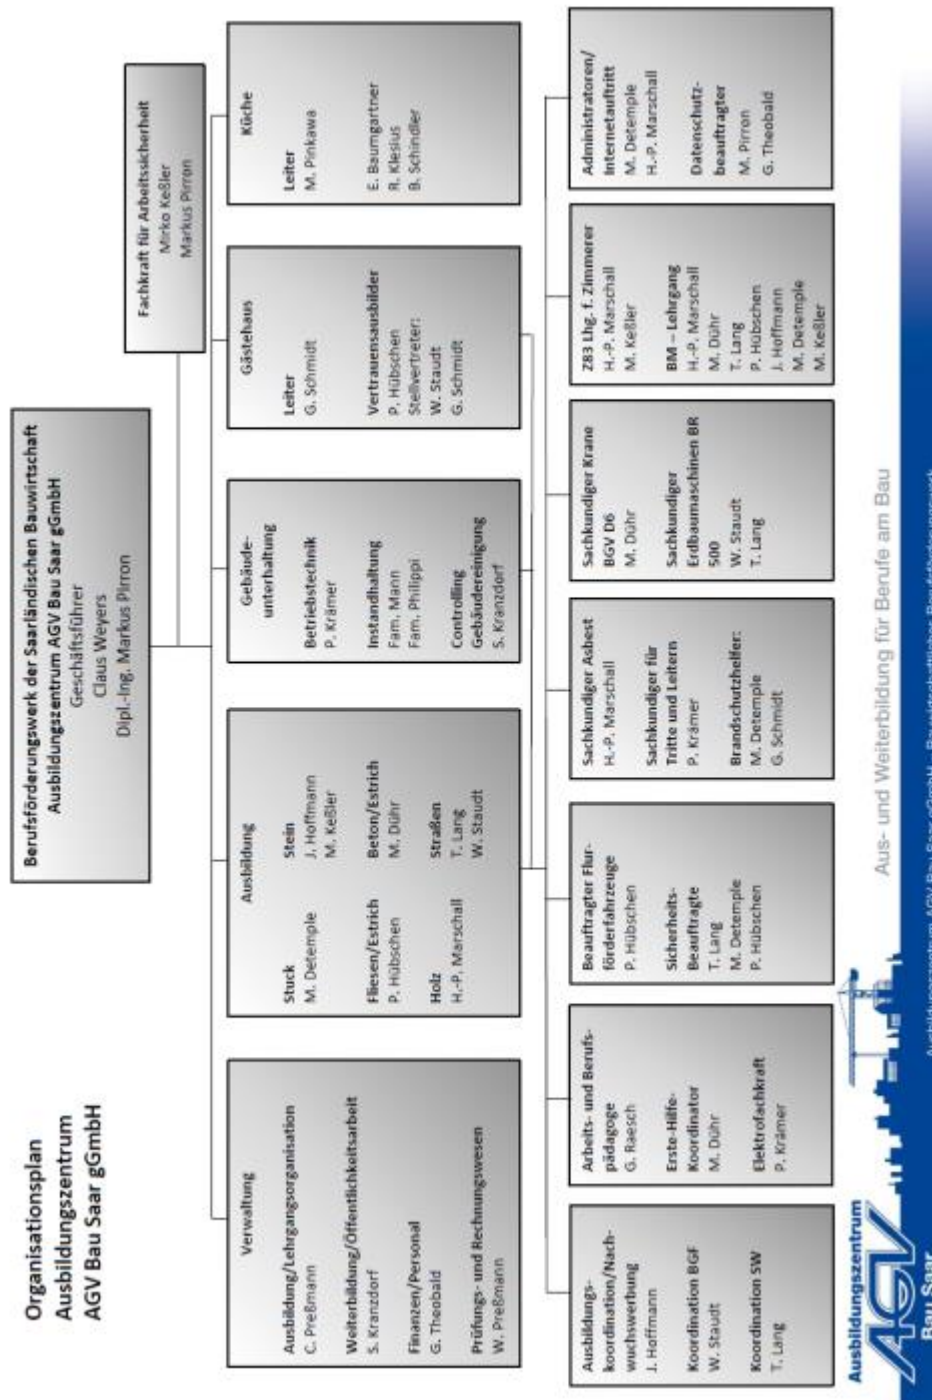 Organisationsplan
Ausbildungszentrum
AGV Bau Saar gGmbH
Berufsförderungswerk der Saarländischen Bauwirtschaft
Ausbildungszentrum AGV Bau Saar gGmbH
Geschäftsführer
Claus Weyers
Dipl.-Ing. Markus Pirron
Fachkraft für Arbeitssicherheit
Mirko Keßler
Markus Pirron
Verwaltung
Ausbildung/Lehrgangsorganisation
C. Preßmann
Weiterbildung/Öffentlichkeitsarbeit
S. Kranzdorf
Finanzen/Personal
G. Theobald
Prüfungs- und Rechnungswesen
W. Preßmann
Ausbildung
Stuck
M. Detemple
Fliesen/Estrich
P. Hübschen
Holz
H.-P. Marschall
Stein
J. Hoffmann
M. Keßler
Beton/Estrich
M. Dühr
Straßen
T. Lang
W. Staudt
Gebäude-
unterhaltung
Betriebstechnik
P. Krämer
Instandhaltung
Fam. Mann
Fam. Philippi
Controlling
Gebäudereinigung
S. Kranzdorf
Gästehaus
Leiter
G. Schmidt
Vertrauensausbilder
P. Hübschen
Stellvertreter:
W. Staudt
G. Schmidt
Küche
Leiter
M. Pinkawa
E. Baumgartner
R. Klesius
B. Schindler
Ausbildungs-
koordination/Nach-
wuchswerbung
J. Hoffmann
Koordination BGF
W. Staudt
Koordination SW
T. Lang
Arbeits- und Berufs-
pädagoge
G. Raesch
Erste-Hilfe-
Koordinator
M. Dühr
Elektrofachkraft
P. Krämer
Beauftragter Flur-
förderfahrzeuge
P. Hübschen
Sicherheits-
Beauftragte
T. Lang
M. Detemple
P. Hübschen
Sachkundiger Asbest
H.-P. Marschall
Sachkundiger für
Tritte und Leitern
P. Krämer
Brandschutzhelfer:
M. Detemple
G. Schmidt
Sachkundiger Krane
BGV D6
M. Dühr
Sachkundiger
Erdbaumaschinen BR
500
W. Staudt
T. Lang
Z83 Lhg. f. Zimmerer
H.-P. Marschall
M. Keßler
BM – Lehrgang
H.-P. Marschall
M. Dühr
T. Lang
P. Hübschen
J. Hoffmann
M. Detemple
M. Keßler
Administratoren/
Internetauftritt
M. Detemple
H.-P. Marschall
Datenschutz-
beauftragter
M. Pirron
G. Theobald
Ausbildungszentrum
AGV
Bau Saar
Aus- und Weiterbildung für Berufe am Bau
Ausbildungszentrum AGV Bau Saar gGmbH